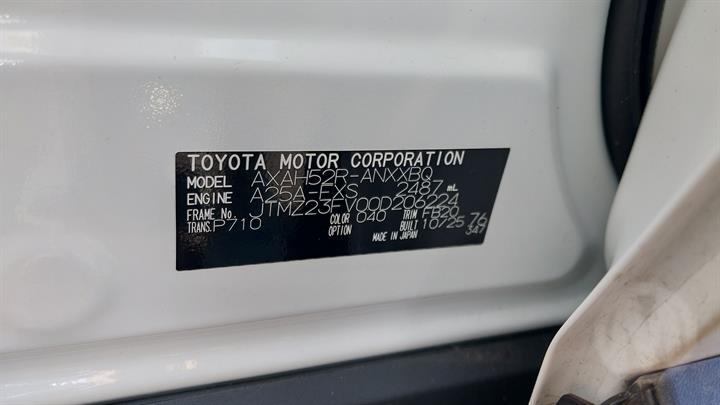 TOYOTA MOTOR CORPORATION
MODEL AXAH52R-ANXXBQ
ENGINE A25A-FXS 2487 mL
FRAME No. JTMZ23FV00D206224
TRANS. P710 COLOR 040 TRIM FB20 76
OPTION BUILT 10/25 347
MADE IN JAPAN